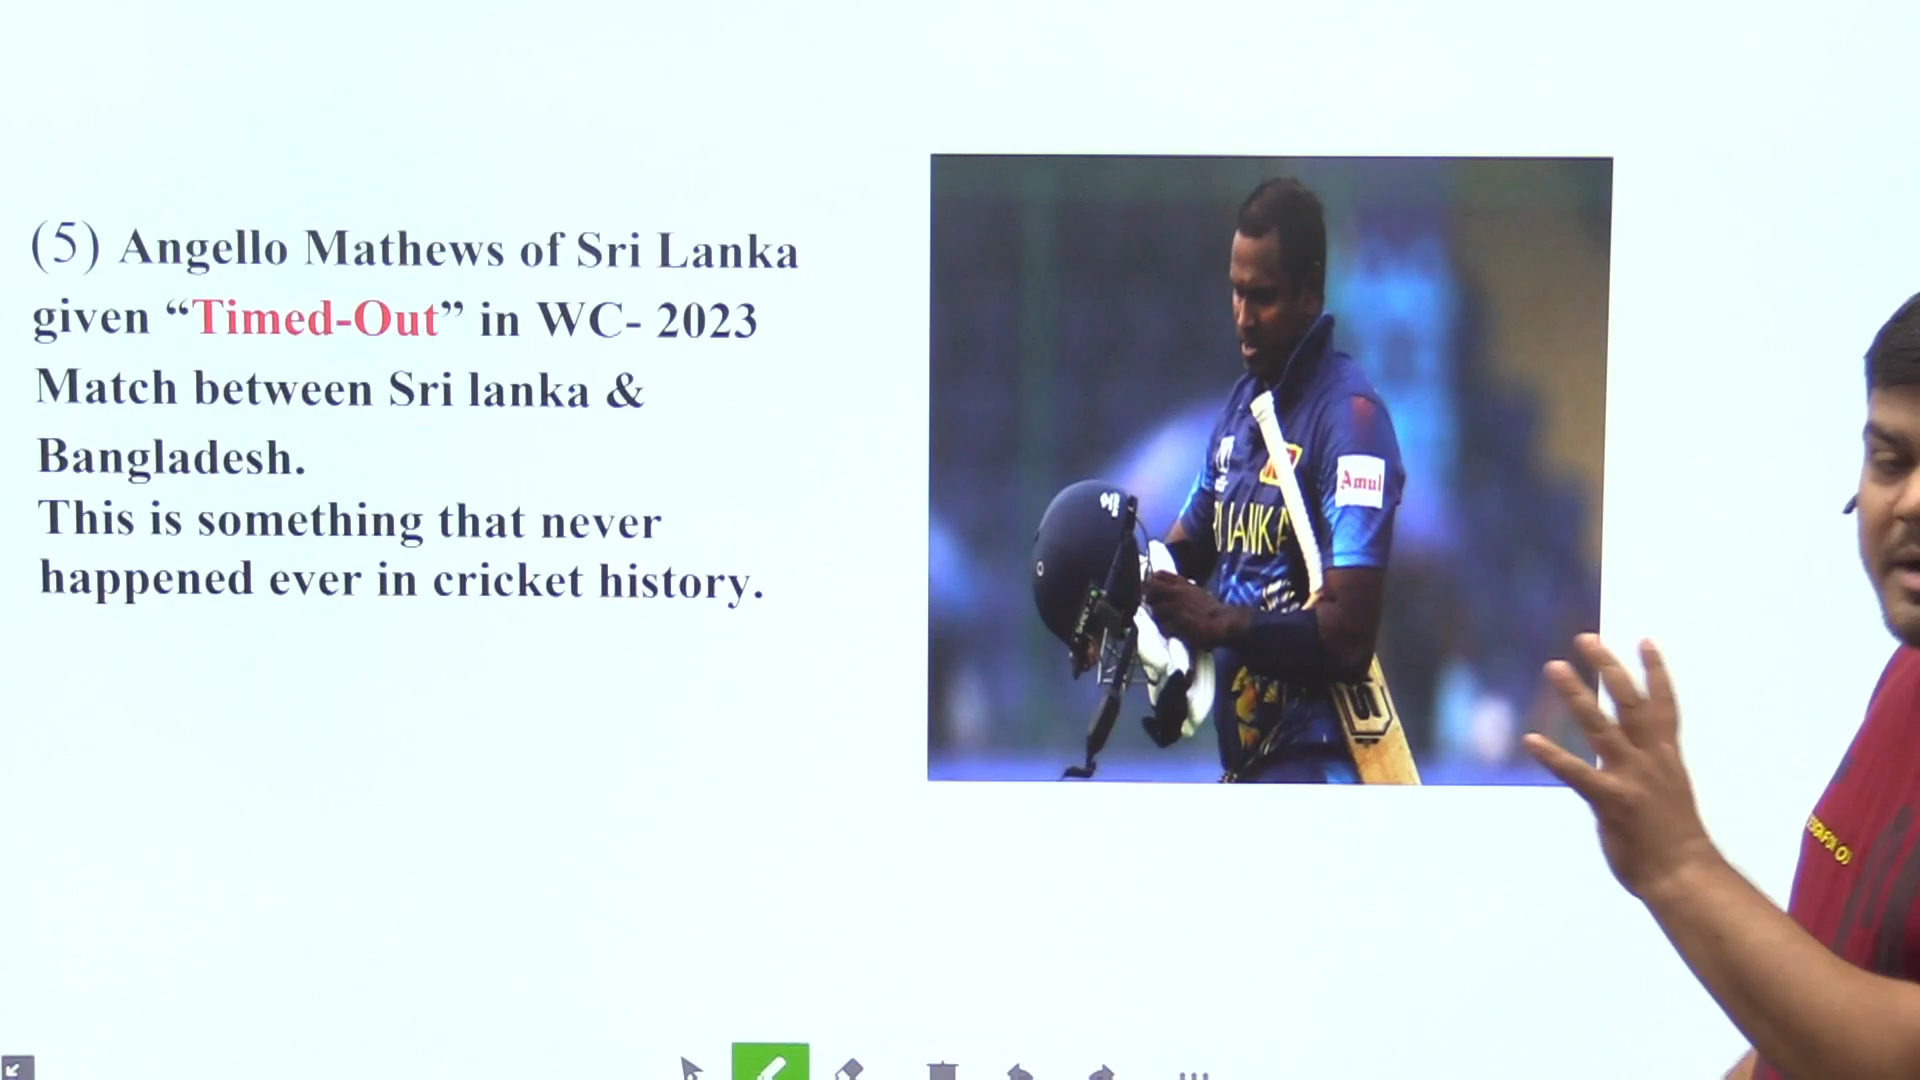 (5) Angello Mathews of Sri Lanka
given “Timed-Out” in WC- 2023
Match between Sri lanka &
Bangladesh.
This is something that never
happened ever in cricket history.
Amul